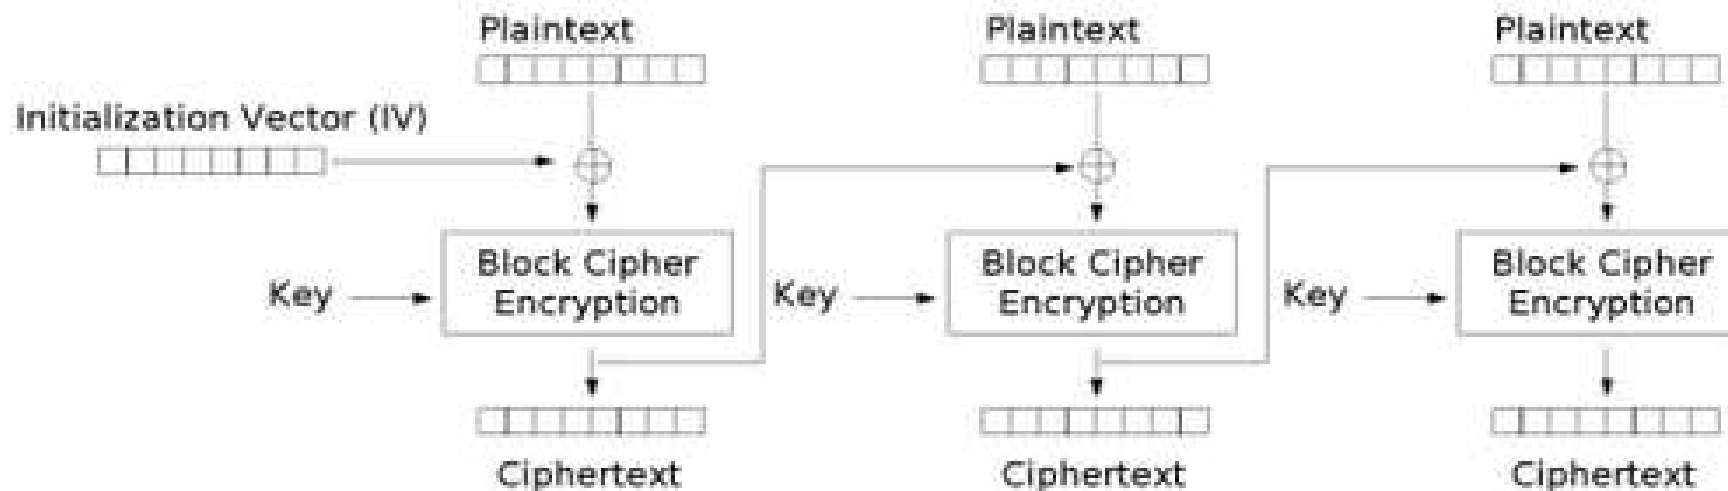 Plaintext
Plaintext
Plaintext
Initialization Vector (IV)
Block Cipher
Encryption
Key
Block Cipher
Encryption
Key
Block Cipher
Encryption
Key
Ciphertext
Ciphertext
Ciphertext